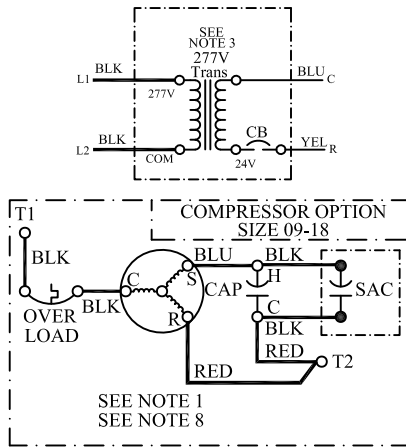 SEE
NOTE 3
277V
Trans
BLK
BLU
L1
C
277V
BLK
CB
YEL
L2
R
COM
24V
T1
COMPRESSOR OPTION
SIZE 09-18
BLK
BLU
BLK
S
H
C
CAP
SAC
OVER
LOAD
BLK
R
C
BLK
RED
T2
RED
SEE NOTE 1
SEE NOTE 8